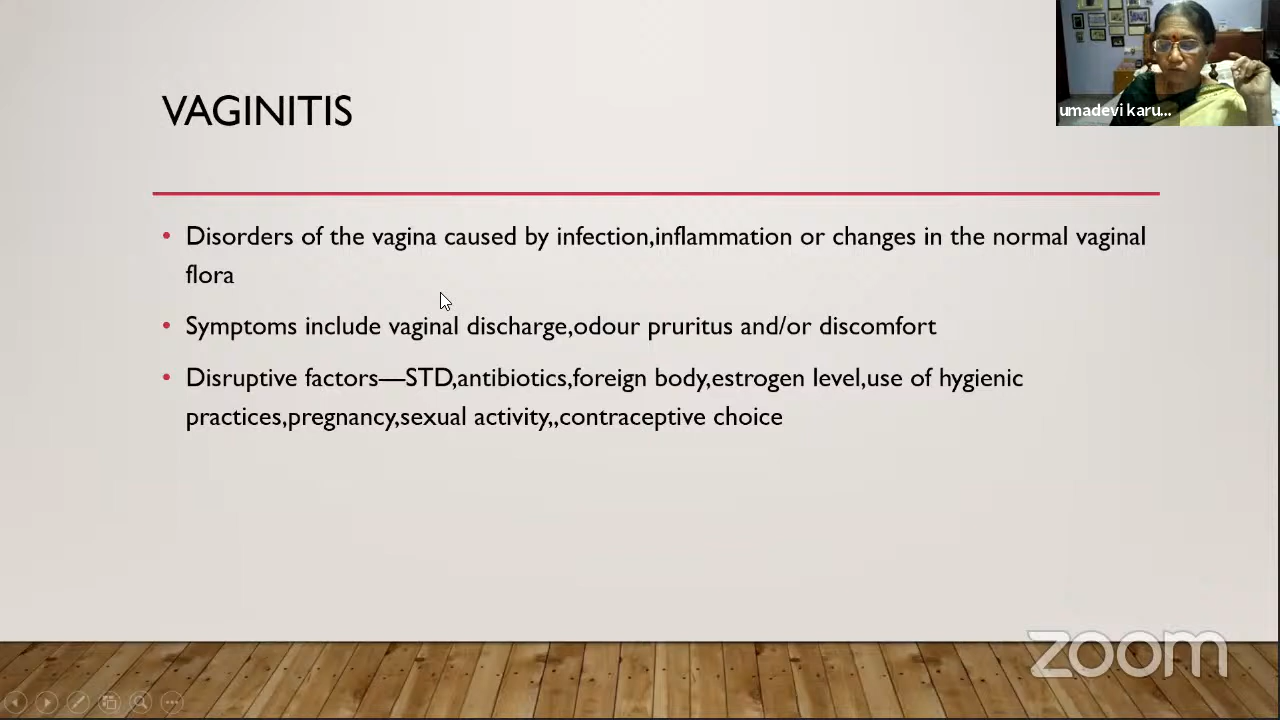 VAGINITIS
umadevi karu...
Disorders of the vagina caused by infection,inflammation or changes in the normal vaginal
flora
Symptoms include vaginal discharge,odour pruritus and/or discomfort
Disruptive factors—STD,antibiotics,foreign body,estrogen level,use of hygienic
practices,pregnancy,sexual activity,,contraceptive choice
zoom